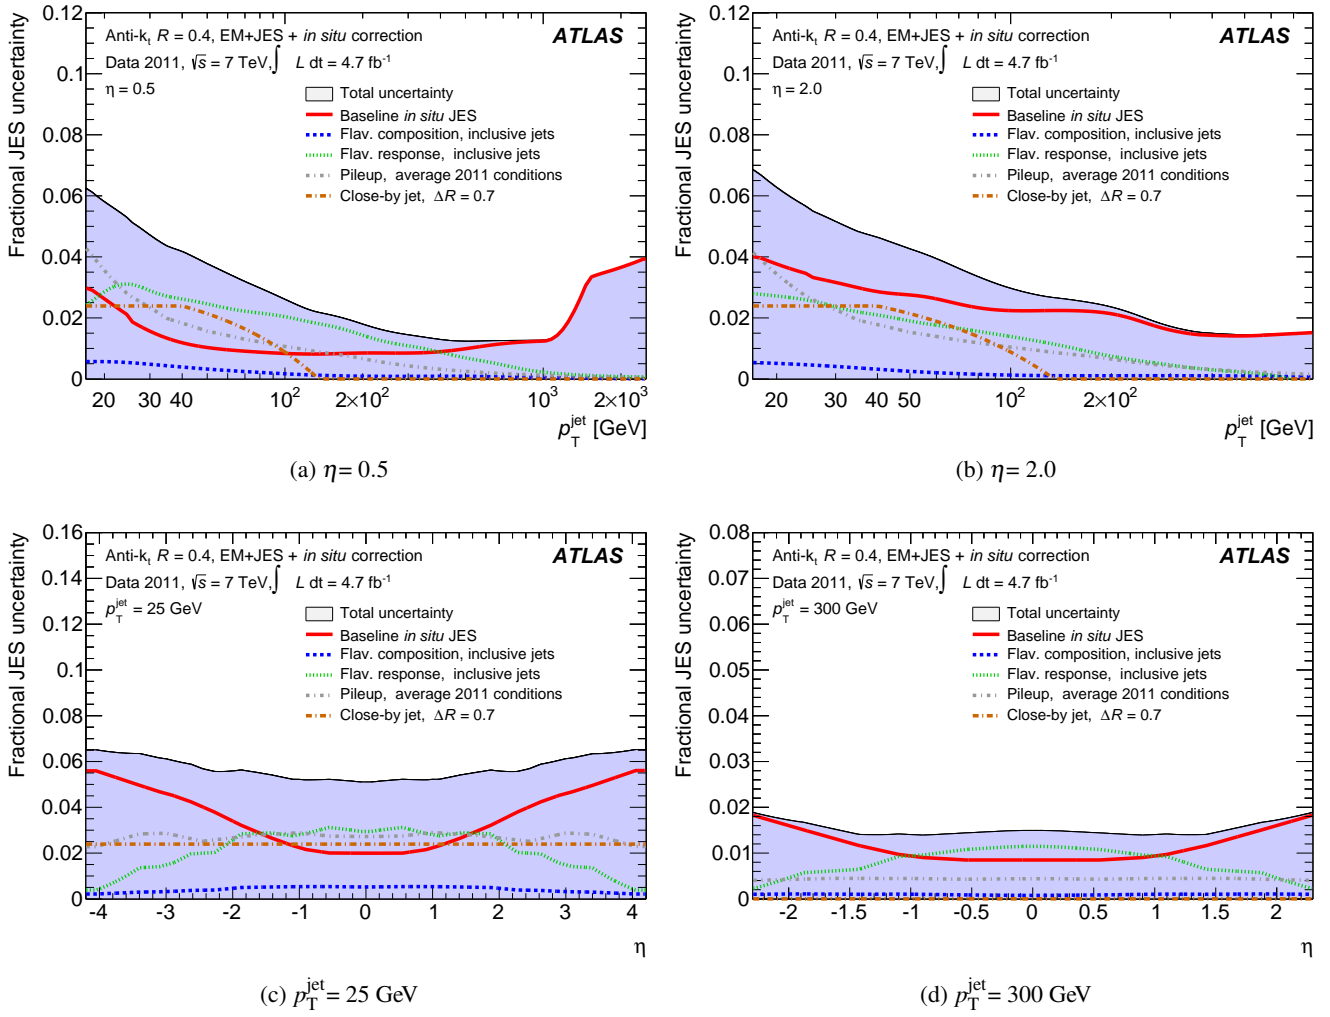 0.12
0.1
0.08
0.06
0.04
0.02
0
Fractional JES uncertainty
Anti-kt R = 0.4, EM+JES + in situ correction
Data 2011, √s = 7 TeV, ∫ L dt = 4.7 fb⁻¹
η = 0.5
ATLAS
Total uncertainty
Baseline in situ JES
Flav. composition, inclusive jets
Flav. response, inclusive jets
Pileup, average 2011 conditions
Close-by jet, ΔR = 0.7
20 30 40 10² 2×10² 10³ 2×10³
p_T^jet [GeV]
(a) η = 0.5
0.12
0.1
0.08
0.06
0.04
0.02
0
Fractional JES uncertainty
Anti-kt R = 0.4, EM+JES + in situ correction
Data 2011, √s = 7 TeV, ∫ L dt = 4.7 fb⁻¹
η = 2.0
ATLAS
Total uncertainty
Baseline in situ JES
Flav. composition, inclusive jets
Flav. response, inclusive jets
Pileup, average 2011 conditions
Close-by jet, ΔR = 0.7
20 30 40 50 10² 2×10²
p_T^jet [GeV]
(b) η = 2.0
0.16
0.14
0.12
0.1
0.08
0.06
0.04
0.02
0
Fractional JES uncertainty
Anti-kt R = 0.4, EM+JES + in situ correction
Data 2011, √s = 7 TeV, ∫ L dt = 4.7 fb⁻¹
p_T^jet = 25 GeV
ATLAS
Total uncertainty
Baseline in situ JES
Flav. composition, inclusive jets
Flav. response, inclusive jets
Pileup, average 2011 conditions
Close-by jet, ΔR = 0.7
-4 -3 -2 -1 0 1 2 3 4
η
(c) p_T^jet = 25 GeV
0.08
0.07
0.06
0.05
0.04
0.03
0.02
0.01
0
Fractional JES uncertainty
Anti-kt R = 0.4, EM+JES + in situ correction
Data 2011, √s = 7 TeV, ∫ L dt = 4.7 fb⁻¹
p_T^jet = 300 GeV
ATLAS
Total uncertainty
Baseline in situ JES
Flav. composition, inclusive jets
Flav. response, inclusive jets
Pileup, average 2011 conditions
Close-by jet, ΔR = 0.7
-2 -1.5 -1 -0.5 0 0.5 1 1.5 2
η
(d) p_T^jet = 300 GeV